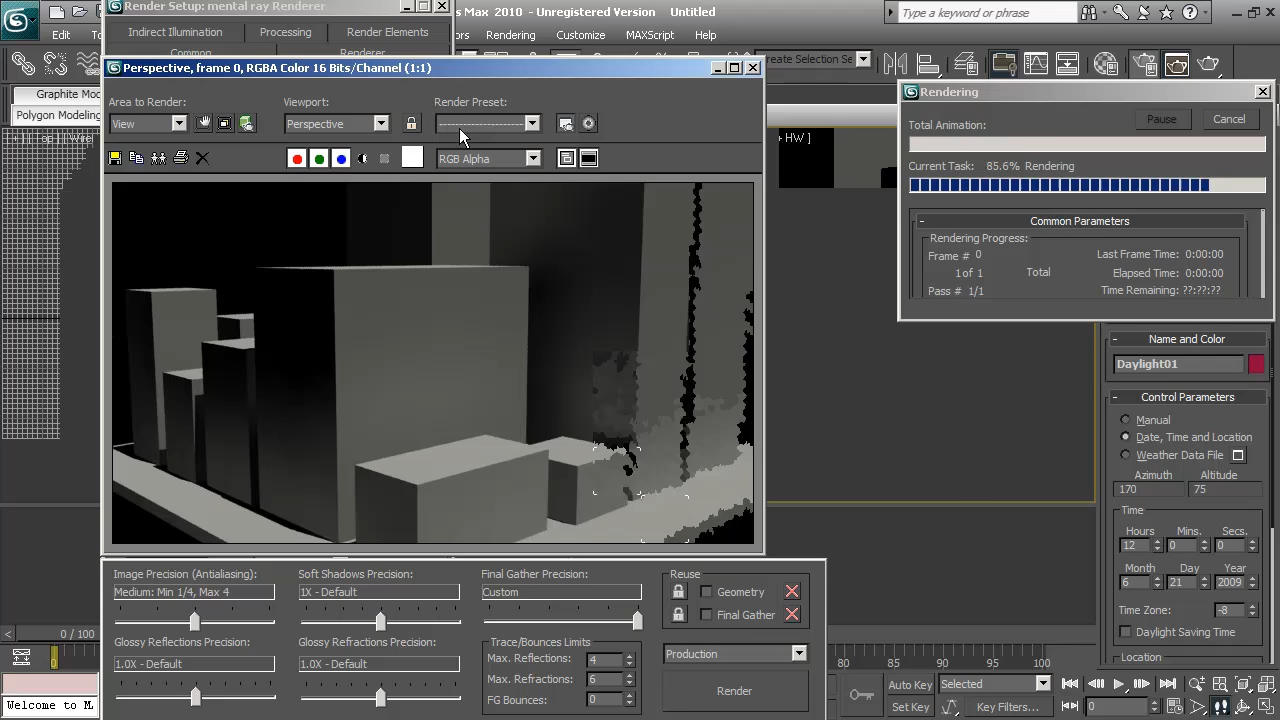 Render Setup: mental ray Renderer
s Max 2010 - Unregistered Version Untitled
Type a keyword or phrase
Edit
Indirect Illumination Processing Render Elements
Rendering Customize MAXScript Help
Common Renderer
reate Selection Se
Perspective, frame 0, RGBA Color 16 Bits/Channel (1:1)
Graphite Mod
Polygon Modeling
Area to Render: Viewport: Render Preset:
View Perspective
RGB Alpha
HW ]
Rendering
Total Animation: Pause Cancel
Current Task: 85.6% Rendering
- Common Parameters
Rendering Progress:
Frame # 0 Last Frame Time: 0:00:00
1 of 1 Total Elapsed Time: 0:00:00
Pass # 1/1 Time Remaining: ??:??:??
- Name and Color
Daylight01
- Control Parameters
Manual
Date, Time and Location
Weather Data File
Azimuth Altitude
170 75
Time
Hours Mins. Secs.
12 0 0
Month Day Year
6 21 2009
Time Zone: -8
Daylight Saving Time
Location
Image Precision (Antialiasing): Soft Shadows Precision: Final Gather Precision: Reuse
Medium: Min 1/4, Max 4 1X - Default Custom Geometry
Final Gather
Glossy Reflections Precision: Glossy Refractions Precision: Trace/Bounces Limits
1.0X - Default 1.0X - Default Max. Reflections: 4 Production
Max. Refractions: 6
FG Bounces: 0 Render
< 0 / 100 >
0
80 85 90 95 100
Auto Key Selected
Set Key Key Filters... 0
Welcome to M